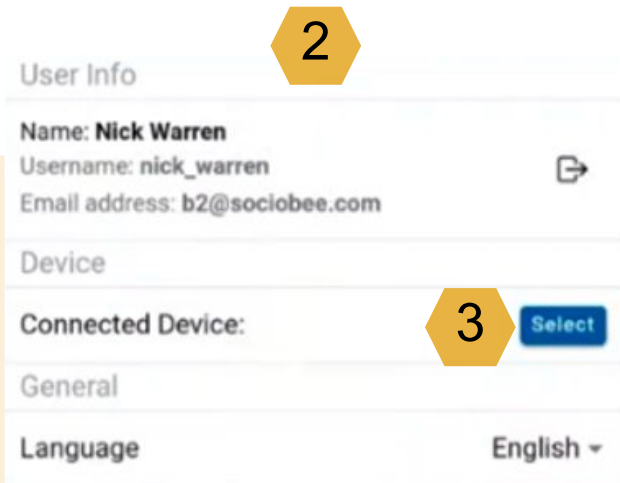 2
User Info
Name: Nick Warren
Username: nick_warren
Email address: b2@sociobee.com
Device
Connected Device: 3 Select
General
Language English